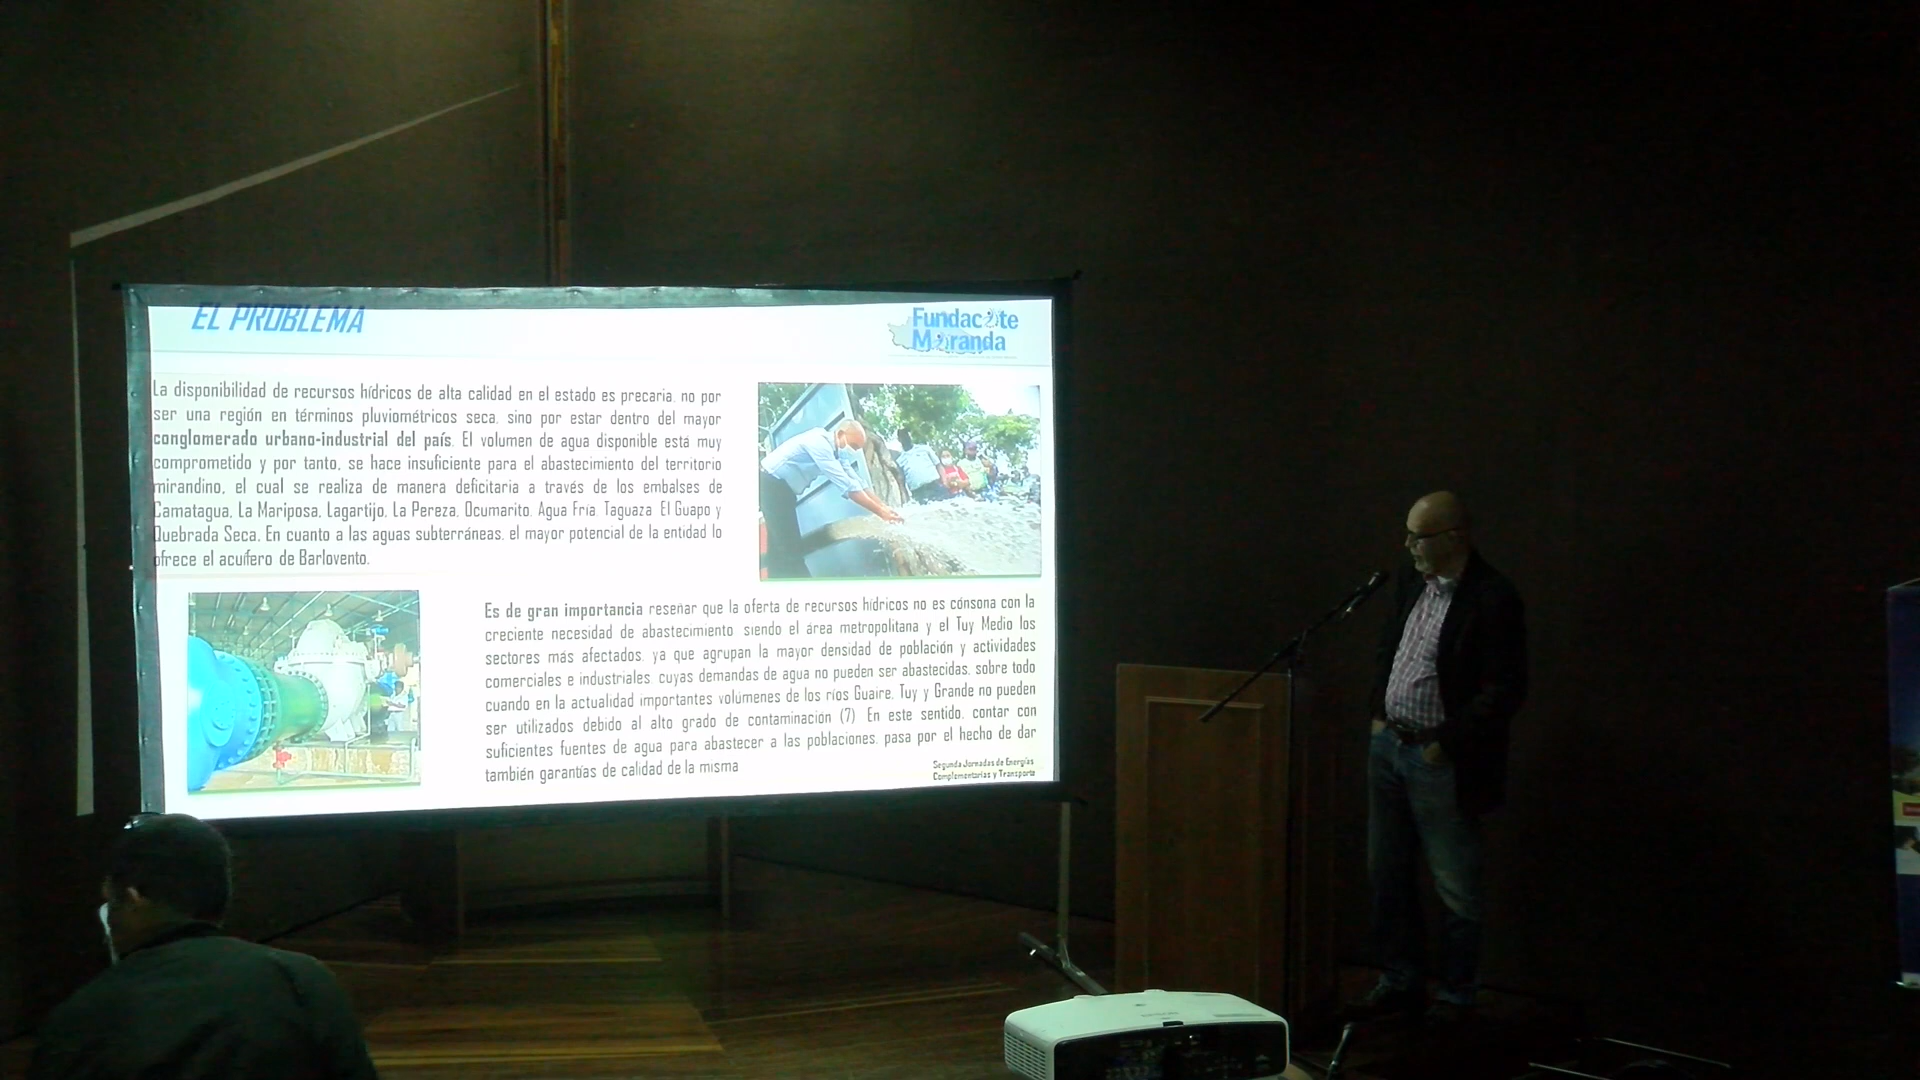 EL PROBLEMA
Fundacite
Miranda
La disponibilidad de recursos hídricos de alta calidad en el estado es precaria, no por
ser una región en términos pluviométricos seca, sino por estar dentro del mayor
conglomerado urbano-industrial del país. El volumen de agua disponible está muy
comprometido y por tanto, se hace insuficiente para el abastecimiento del territorio
mirandino, el cual se realiza de manera deficitaria a través de los embalses de
Camatagua, La Mariposa, Lagartijo, La Pereza, Ocumarito, Agua Fría, Taguaza, El Guapo y
Quebrada Seca. En cuanto a las aguas subterráneas, el mayor potencial de la entidad lo
ofrece el acuífero de Barlovento.
Es de gran importancia reseñar que la oferta de recursos hídricos no es cónsona con la
creciente necesidad de abastecimiento, siendo el área metropolitana y el Tuy Medio los
sectores más afectados, ya que agrupan la mayor densidad de población y actividades
comerciales e industriales, cuyas demandas de agua no pueden ser abastecidas, sobre todo
cuando en la actualidad importantes volúmenes de los ríos Guaire, Tuy y Grande no pueden
ser utilizados debido al alto grado de contaminación (7). En este sentido, contar con
suficientes fuentes de agua para abastecer a las poblaciones, pasa por el hecho de dar
también garantías de calidad de la misma
Segunda Jornadas de Energías
Complementarias y Transporte